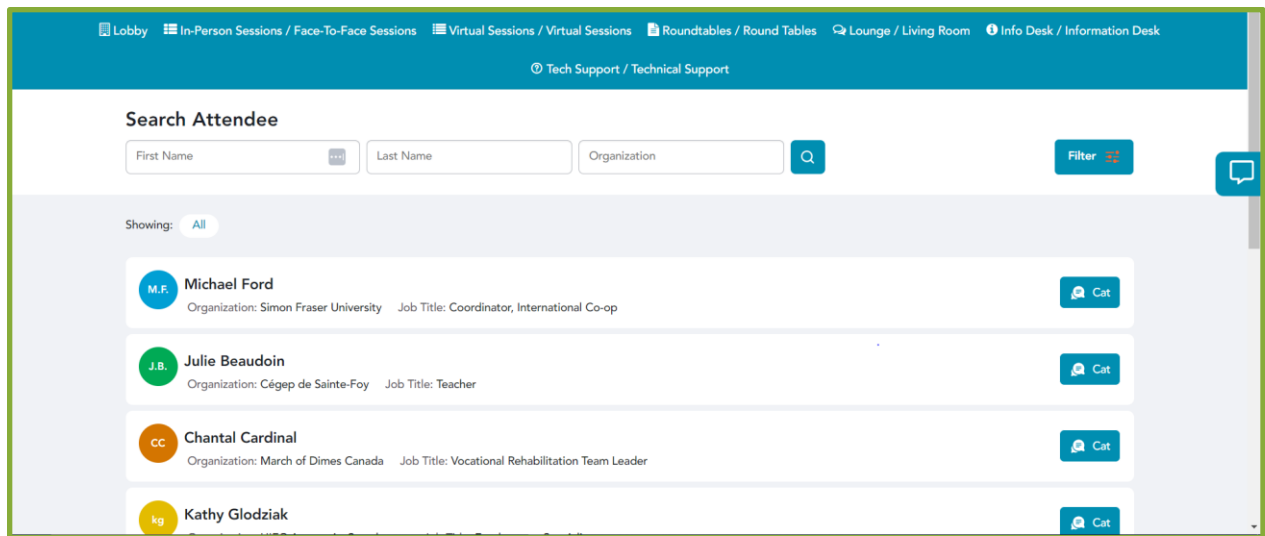 Lobby In-Person Sessions / Face-To-Face Sessions Virtual Sessions / Virtual Sessions Roundtables / Round Tables Lounge / Living Room Info Desk / Information Desk
Tech Support / Technical Support
Search Attendee
First Name Last Name Organization Filter
Showing: All
M.F. Michael Ford
Organization: Simon Fraser University Job Title: Coordinator, International Co-op
Cat
J.B. Julie Beaudoin
Organization: Cégep de Sainte-Foy Job Title: Teacher
Cat
CC Chantal Cardinal
Organization: March of Dimes Canada Job Title: Vocational Rehabilitation Team Leader
Cat
kg Kathy Glodziak
Cat